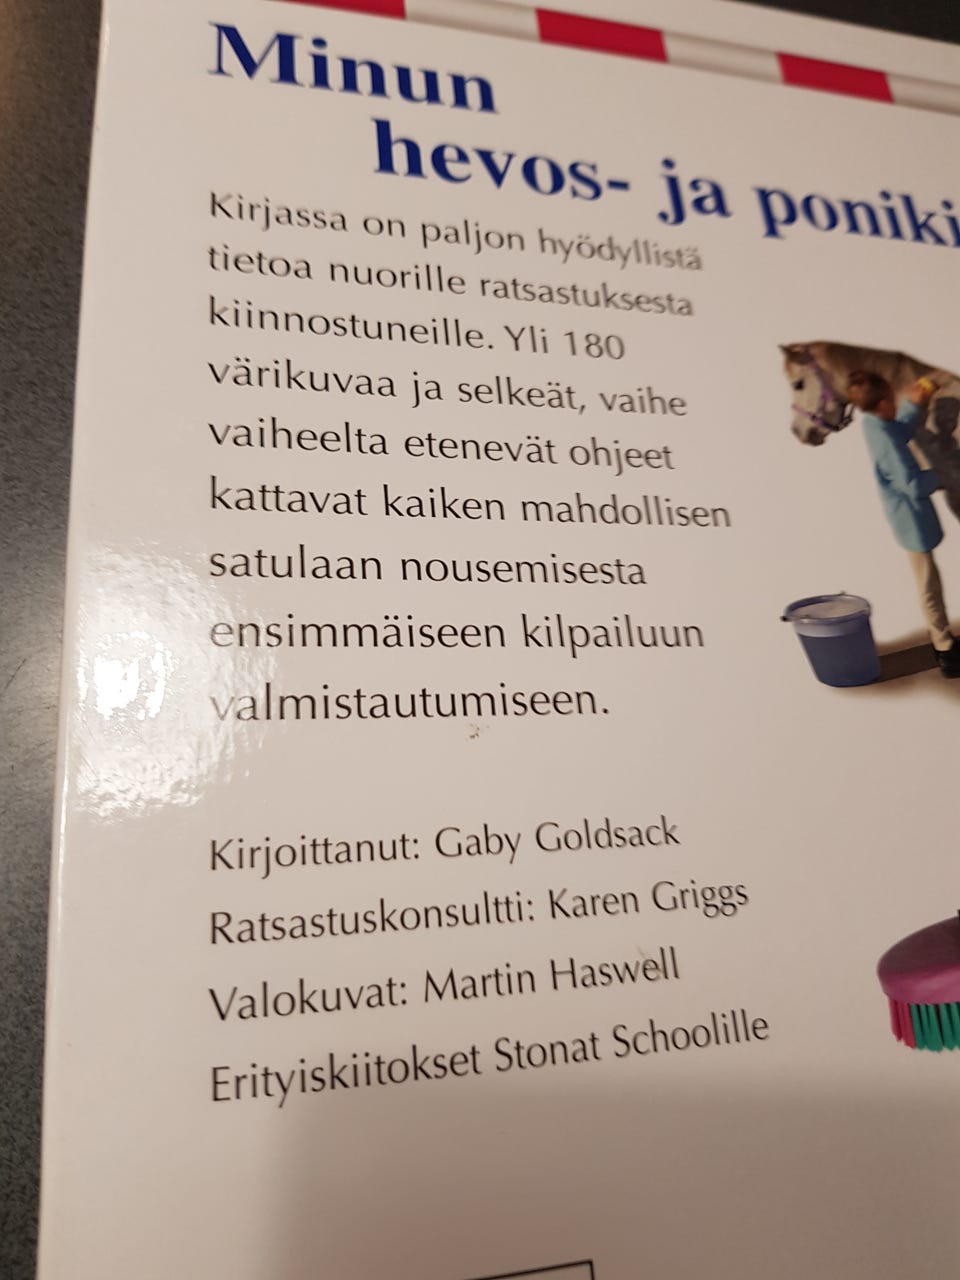 Minun
hevos- ja poniki
Kirjassa on paljon hyödyllistä
tietoa nuorille ratsastuksesta
kiinnostuneille. Yli 180
värikuvaa ja selkeät, vaihe
vaiheelta etenevät ohjeet
kattavat kaiken mahdollisen
satulaan nousemisesta
ensimmäiseen kilpailuun
valmistautumiseen.
Kirjoittanut: Gaby Goldsack
Ratsastuskonsultti: Karen Griggs
Valokuvat: Martin Haswell
Erityiskiitokset Stonat Schoolille